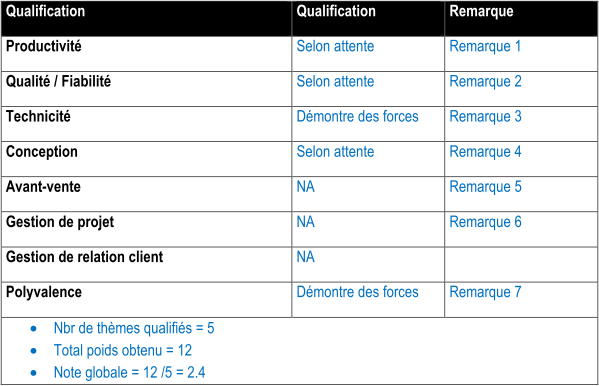 Qualification Qualification Remarque
Productivité Selon attente Remarque 1
Qualité / Fiabilité Selon attente Remarque 2
Technicité Démontre des forces Remarque 3
Conception Selon attente Remarque 4
Avant-vente NA Remarque 5
Gestion de projet NA Remarque 6
Gestion de relation client NA
Polyvalence Démontre des forces Remarque 7
• Nbr de thèmes qualifiés = 5
• Total poids obtenu = 12
• Note globale = 12 /5 = 2.4